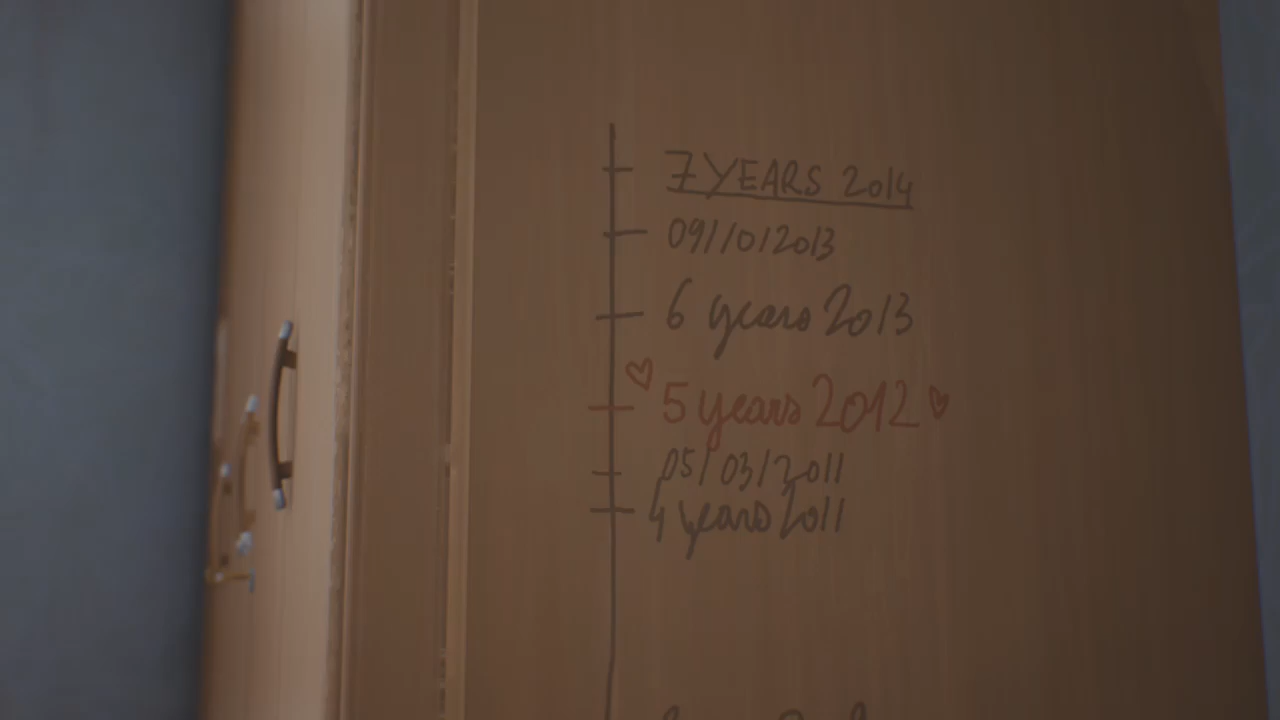 7 YEARS 2014
09/10/2013
6 years 2013
5 years 2012
05/03/2011
4 years 2011